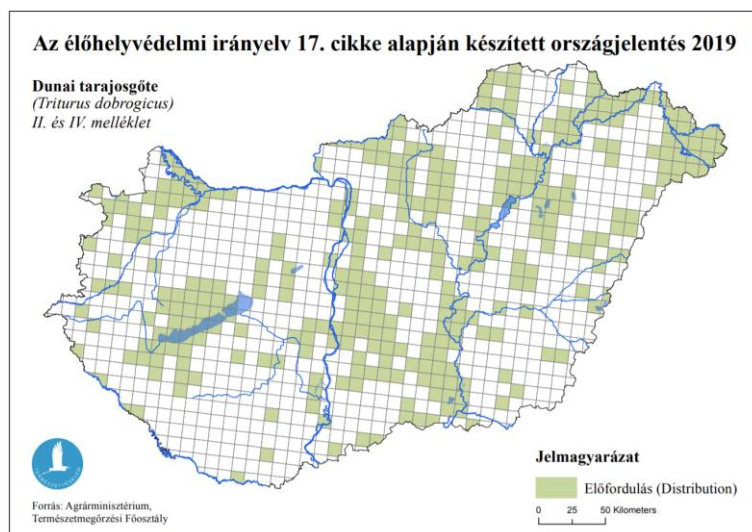 Az élőhelyvédelmi irányelv 17. cikke alapján készített országjelentés 2019
Dunai tarajosgőte
(Triturus dobrogicus)
II. és IV. melléklet
Jelmagyarázat
Előfordulás (Distribution)
0 25 50 Kilometers
Forrás: Agrárminisztérium,
Természetmegőrzési Főosztály